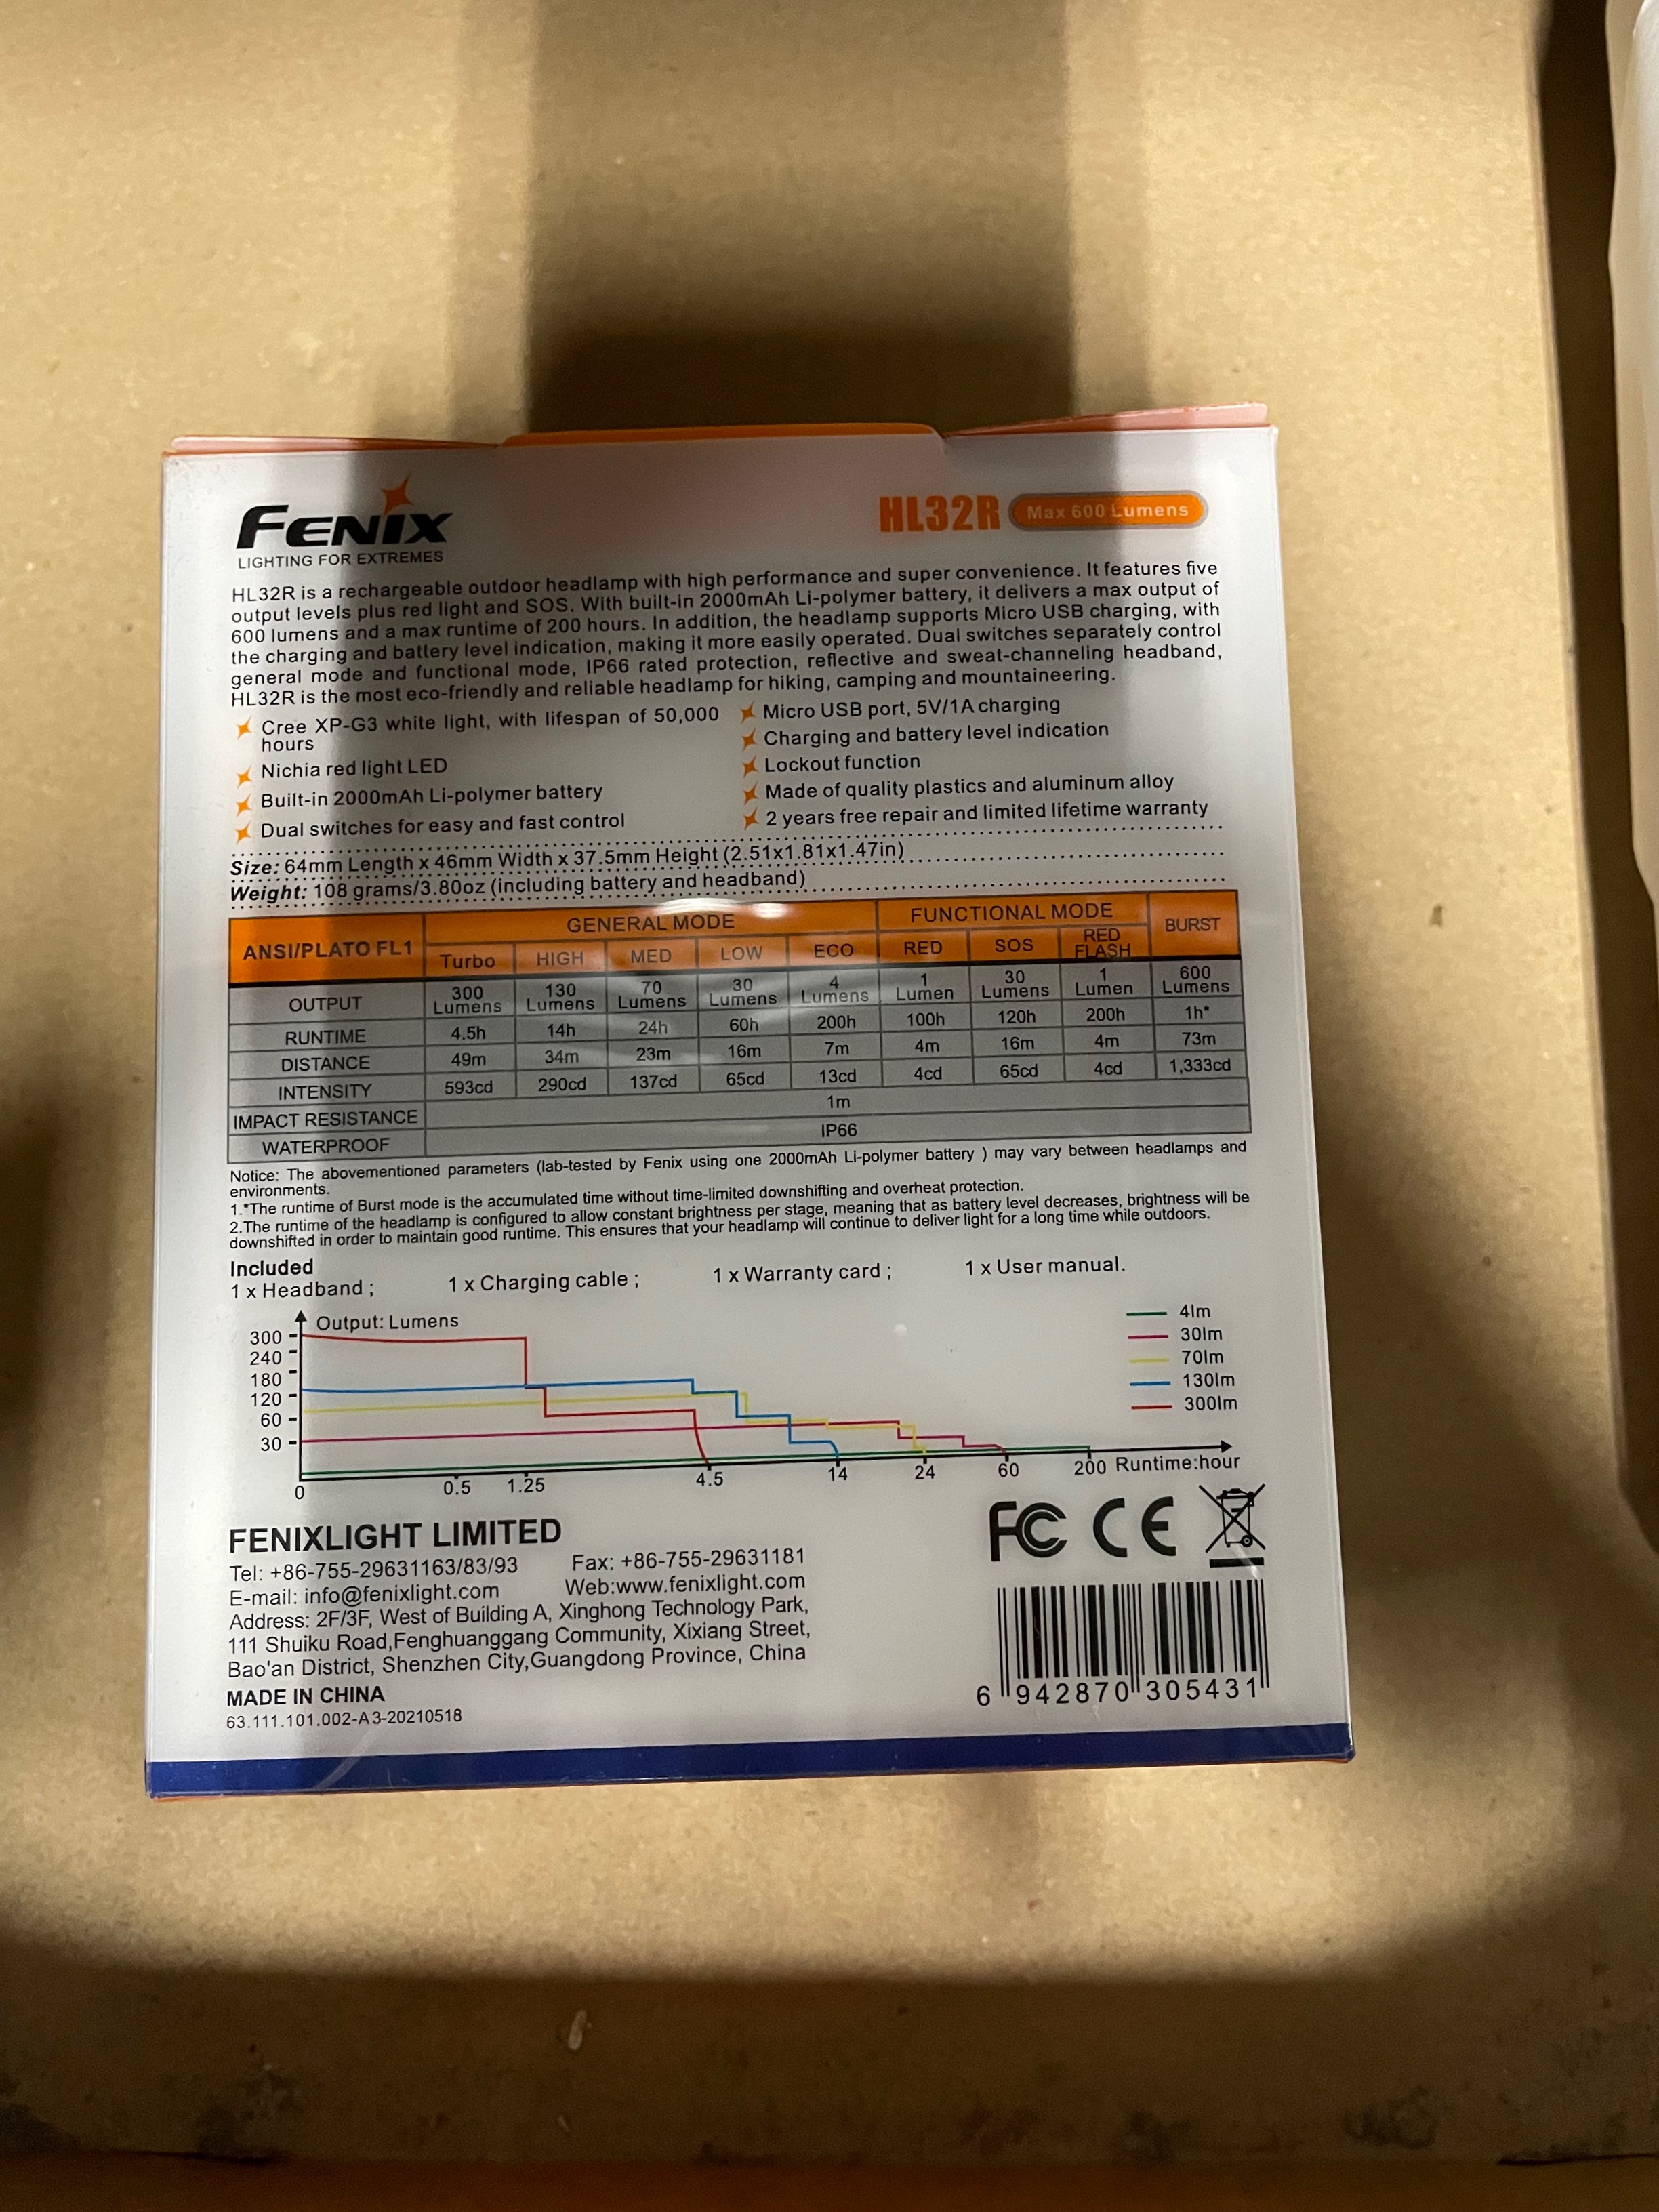 FENIX
LIGHTING FOR EXTREMES
HL32R Max 600 Lumens
HL32R is a rechargeable outdoor headlamp with high performance and super convenience. It features five
output levels plus red light and SOS. With built-in 2000mAh Li-polymer battery, it delivers a max output of
600 lumens and a max runtime of 200 hours. In addition, the headlamp supports Micro USB charging, with
the charging and battery level indication, making it more easily operated. Dual switches separately control
general mode and functional mode, IP66 rated protection, reflective and sweat-channeling headband,
HL32R is the most eco-friendly and reliable headlamp for hiking, camping and mountaineering.
Cree XP-G3 white light, with lifespan of 50,000
hours
Nichia red light LED
Built-in 2000mAh Li-polymer battery
Dual switches for easy and fast control
Micro USB port, 5V/1A charging
Charging and battery level indication
Lockout function
Made of quality plastics and aluminum alloy
2 years free repair and limited lifetime warranty
Size: 64mm Length x 46mm Width x 37.5mm Height (2.51x1.81x1.47in)
Weight: 108 grams/3.80oz (including battery and headband)
ANSI/PLATO FL1 GENERAL MODE FUNCTIONAL MODE BURST
Turbo HIGH MED LOW ECO RED SOS RED FLASH
OUTPUT 300 Lumens 130 Lumens 70 Lumens 30 Lumens 4 Lumens 1 Lumen 30 Lumens 1 Lumen 600 Lumens
RUNTIME 4.5h 14h 24h 60h 200h 100h 120h 200h 1h*
DISTANCE 49m 34m 23m 16m 7m 4m 16m 4m 73m
INTENSITY 593cd 290cd 137cd 65cd 13cd 4cd 65cd 4cd 1,333cd
IMPACT RESISTANCE 1m
WATERPROOF IP66
Notice: The abovementioned parameters (lab-tested by Fenix using one 2000mAh Li-polymer battery ) may vary between headlamps and
environments.
1.*The runtime of Burst mode is the accumulated time without time-limited downshifting and overheat protection.
2.The runtime of the headlamp is configured to allow constant brightness per stage, meaning that as battery level decreases, brightness will be
downshifted in order to maintain good runtime. This ensures that your headlamp will continue to deliver light for a long time while outdoors.
Included
1 x Headband ; 1 x Charging cable ; 1 x Warranty card ; 1 x User manual.
Output: Lumens
300
240
180
120
60
30
4lm
30lm
70lm
130lm
300lm
0 0.5 1.25 4.5 14 24 60 200 Runtime:hour
FENIXLIGHT LIMITED
Tel: +86-755-29631163/83/93 Fax: +86-755-29631181
E-mail: info@fenixlight.com Web:www.fenixlight.com
Address: 2F/3F, West of Building A, Xinghong Technology Park,
111 Shuiku Road,Fenghuanggang Community, Xixiang Street,
Bao'an District, Shenzhen City,Guangdong Province, China
MADE IN CHINA
63.111.101.002-A3-20210518
FC CE
6 942870 305431